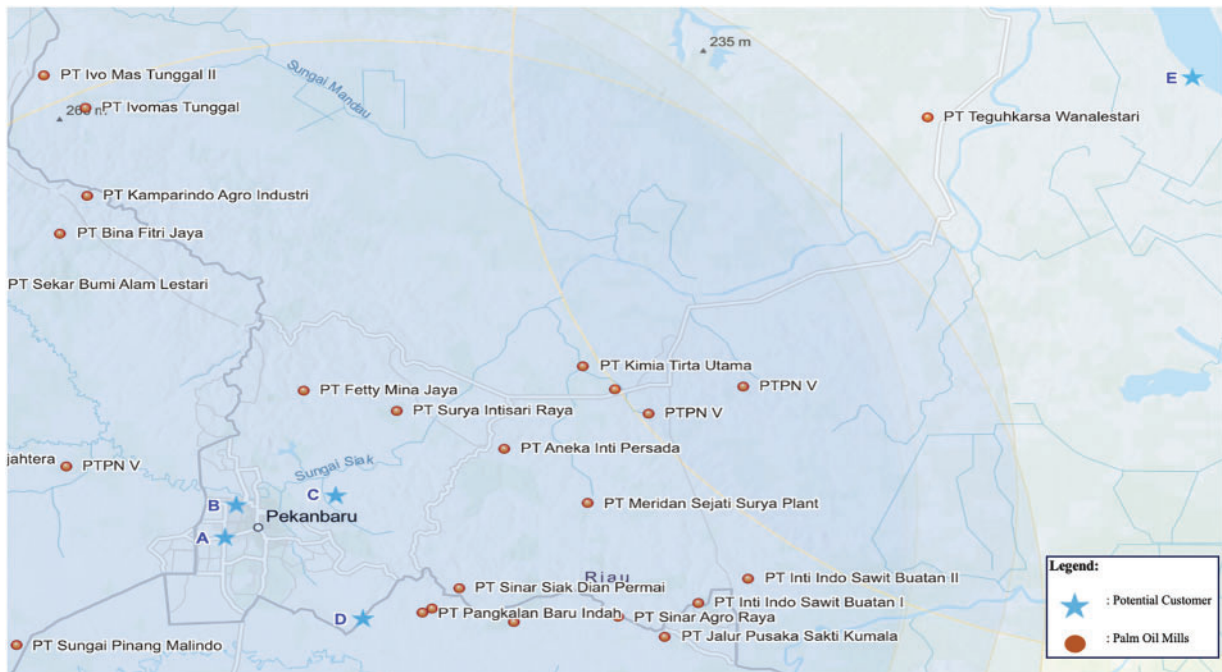 235 m
E
PT Ivo Mas Tunggal II
Sungai Mandau
PT Ivomas Tunggal
PT Teguhkarsa Wanalestari
PT Kamparindo Agro Industri
PT Bina Fitri Jaya
PT Sekar Bumi Alam Lestari
PT Kimia Tirta Utama
PT Fetty Mina Jaya
PTPN V
PT Surya Intisari Raya
PTPN V
PT Aneka Inti Persada
jahtera
PTPN V
Sungai Siak
C
B
PT Meridan Sejati Surya Plant
Pekanbaru
A
Riau
PT Inti Indo Sawit Buatan II
PT Sinar Siak Dian Permai
PT Inti Indo Sawit Buatan I
PT Pangkalan Baru Indah
PT Sinar Agro Raya
D
PT Jalur Pusaka Sakti Kumala
PT Sungai Pinang Malindo
Legend:
: Potential Customer
: Palm Oil Mills